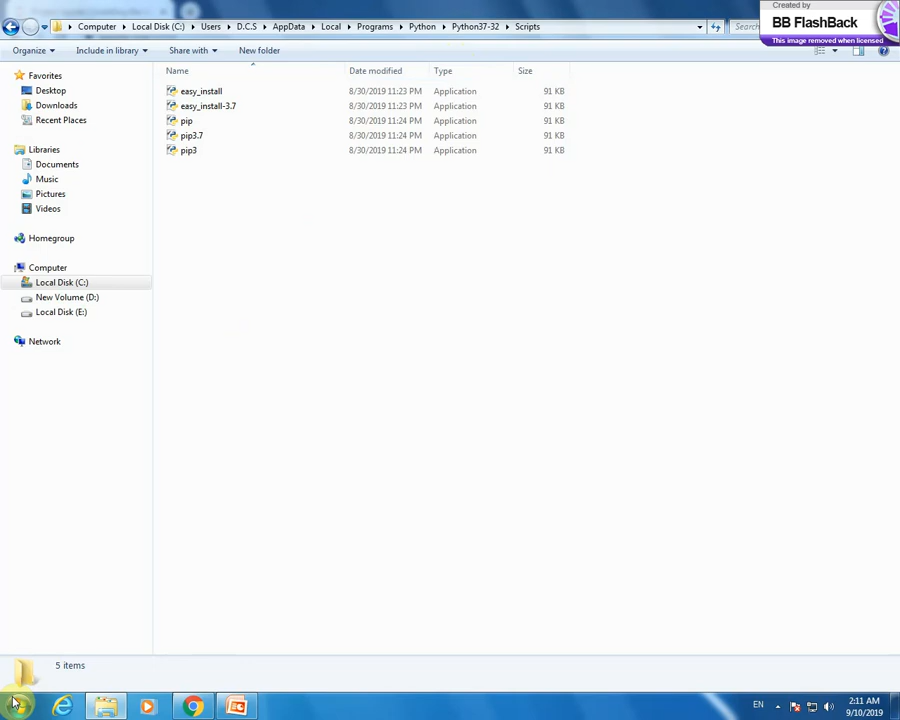 Created by
BB FlashBack
This image removed when licensed
Computer Local Disk (C:) Users D.C.S AppData Local Programs Python Python37-32 Scripts
Organize Include in library Share with New folder
Name Date modified Type Size
easy_install 8/30/2019 11:23 PM Application 91 KB
easy_install-3.7 8/30/2019 11:23 PM Application 91 KB
pip 8/30/2019 11:24 PM Application 91 KB
pip3.7 8/30/2019 11:24 PM Application 91 KB
pip3 8/30/2019 11:24 PM Application 91 KB
Favorites
Desktop
Downloads
Recent Places
Libraries
Documents
Music
Pictures
Videos
Homegroup
Computer
Local Disk (C:)
New Volume (D:)
Local Disk (E:)
Network
5 items
EN
2:11 AM
9/10/2019